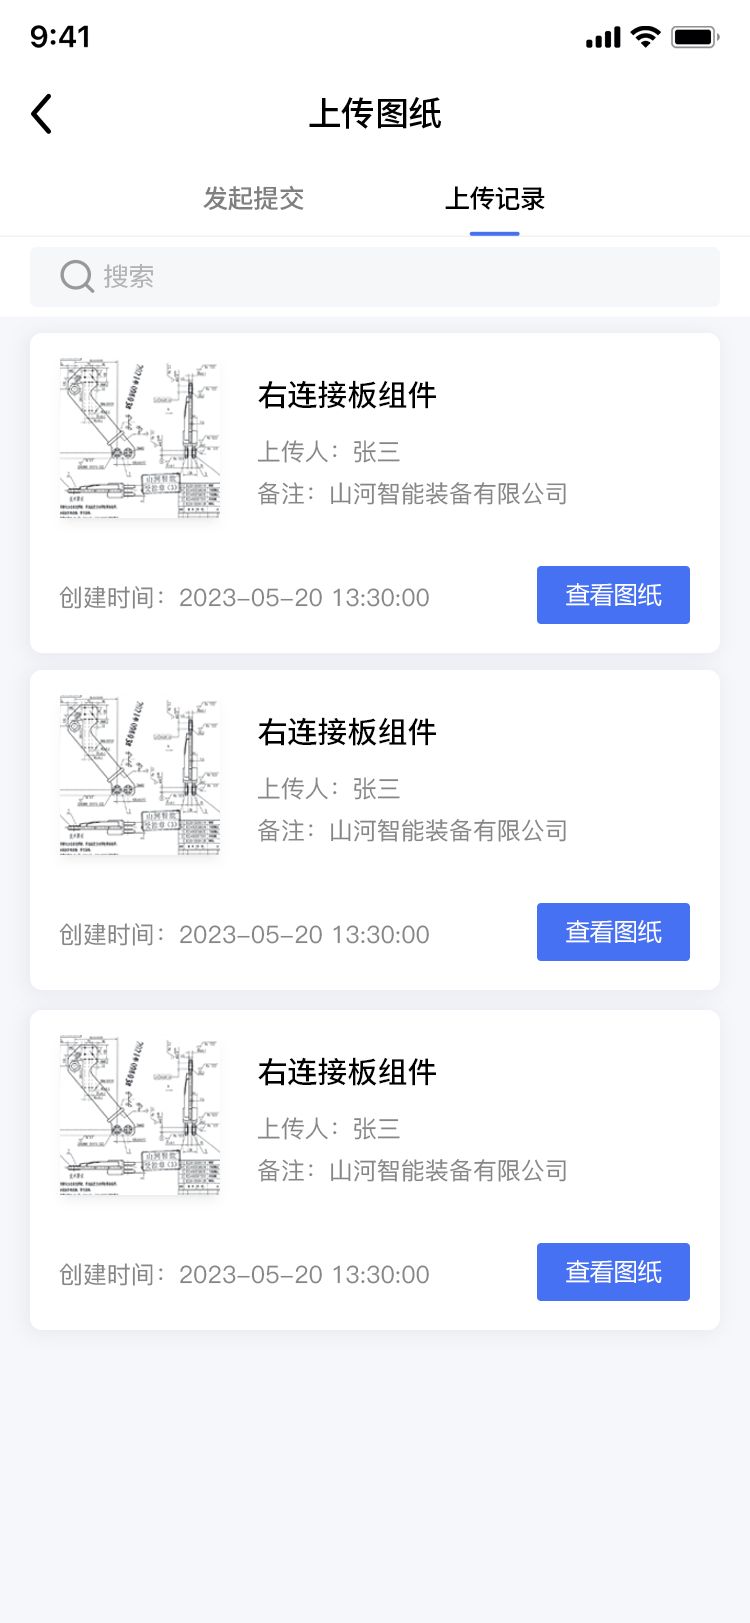 9:41
上传图纸
发起提交
上传记录
搜索
右连接板组件
上传人：张三
备注：山河智能装备有限公司
创建时间：2023-05-20 13:30:00
查看图纸
右连接板组件
上传人：张三
备注：山河智能装备有限公司
创建时间：2023-05-20 13:30:00
查看图纸
右连接板组件
上传人：张三
备注：山河智能装备有限公司
创建时间：2023-05-20 13:30:00
查看图纸